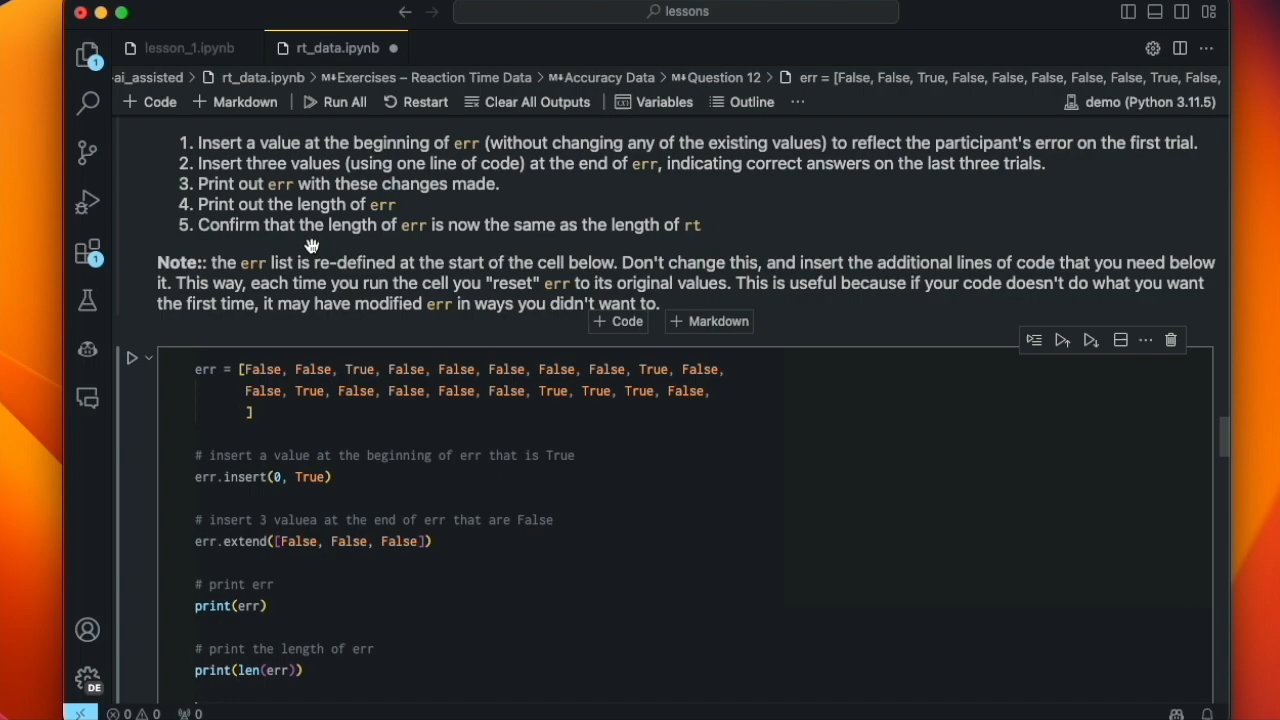 lessons
lesson_1.ipynb
rt_data.ipynb
-ai_assisted > rt_data.ipynb > M↓Exercises – Reaction Time Data > M↓Accuracy Data > M↓Question 12 > err = [False, False, True, False, False, False, False, False, True, False,
+ Code + Markdown | Run All Restart Clear All Outputs | Variables Outline ··· demo (Python 3.11.5)
1. Insert a value at the beginning of err (without changing any of the existing values) to reflect the participant's error on the first trial.
2. Insert three values (using one line of code) at the end of err, indicating correct answers on the last three trials.
3. Print out err with these changes made.
4. Print out the length of err
5. Confirm that the length of err is now the same as the length of rt
Note:: the err list is re-defined at the start of the cell below. Don't change this, and insert the additional lines of code that you need below
it. This way, each time you run the cell you "reset" err to its original values. This is useful because if your code doesn't do what you want
the first time, it may have modified err in ways you didn't want to.
+ Code + Markdown
err = [False, False, True, False, False, False, False, False, True, False,
False, True, False, False, False, False, True, True, True, False,
]
# insert a value at the beginning of err that is True
err.insert(0, True)
# insert 3 valuea at the end of err that are False
err.extend([False, False, False])
# print err
print(err)
# print the length of err
print(len(err))
1
1
DE
0 0 0